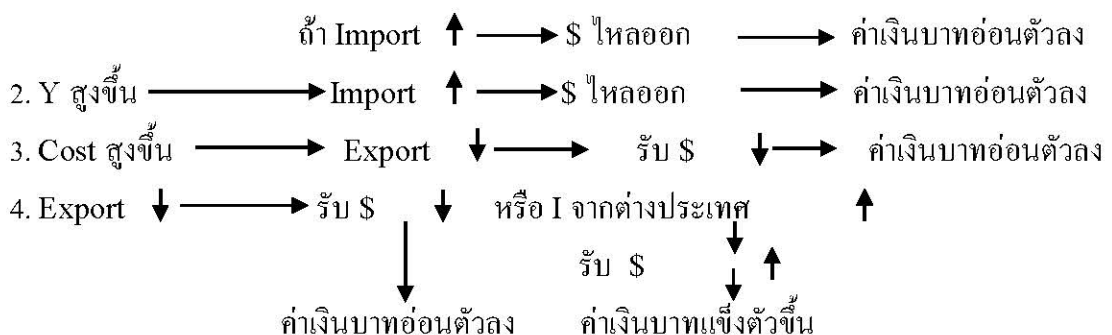 ถ้า Import ↑ → $ ไหลออก → ค่าเงินบาทอ่อนตัวลง
2. Y สูงขึ้น → Import ↑ → $ ไหลออก → ค่าเงินบาทอ่อนตัวลง
3. Cost สูงขึ้น → Export ↓ → รับ $ ↓ → ค่าเงินบาทอ่อนตัวลง
4. Export ↓ → รับ $ ↓ หรือ I จากต่างประเทศ ↑
รับ $ ↑
ค่าเงินบาทอ่อนตัวลง ค่าเงินบาทแข็งตัวขึ้น